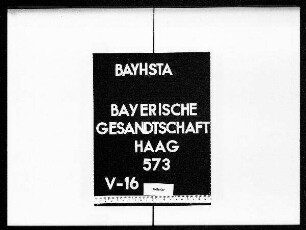 BAYHSTA
BAYERISCHE
GESANDTSCHAFT
HAAG
573
V-16